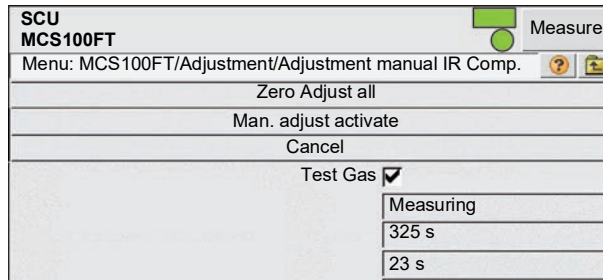 SCU
MCS100FT
Measure
Menu: MCS100FT/Adjustment/Adjustment manual IR Comp.
?
Zero Adjust all
Man. adjust activate
Cancel
Test Gas
Measuring
325 s
23 s